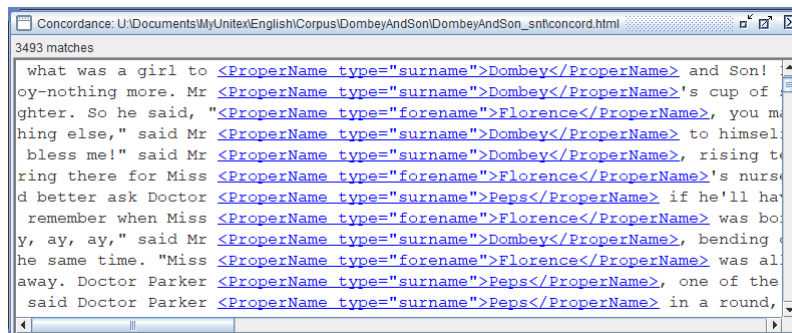 Concordance: U:\Documents\MyUnitex\English\Corpus\DombeyAndSon\DombeyAndSon_snt\concord.html
3493 matches
what was a girl to <ProperName type="surname">Dombey</ProperName> and Son!
oy-nothing more. Mr <ProperName type="surname">Dombey</ProperName>'s cup of
ghter. So he said, "<ProperName type="forename">Florence</ProperName>, you ma
hing else," said Mr <ProperName type="surname">Dombey</ProperName> to himsel
bless me!" said Mr <ProperName type="surname">Dombey</ProperName>, rising te
ring there for Miss <ProperName type="forename">Florence</ProperName>'s nurse
d better ask Doctor <ProperName type="surname">Peps</ProperName> if he'll hav
remember when Miss <ProperName type="forename">Florence</ProperName> was bo
y, ay, ay," said Mr <ProperName type="surname">Dombey</ProperName>, bending
he same time. "Miss <ProperName type="forename">Florence</ProperName> was al
away. Doctor Parker <ProperName type="surname">Peps</ProperName>, one of the
said Doctor Parker <ProperName type="surname">Peps</ProperName> in a round,